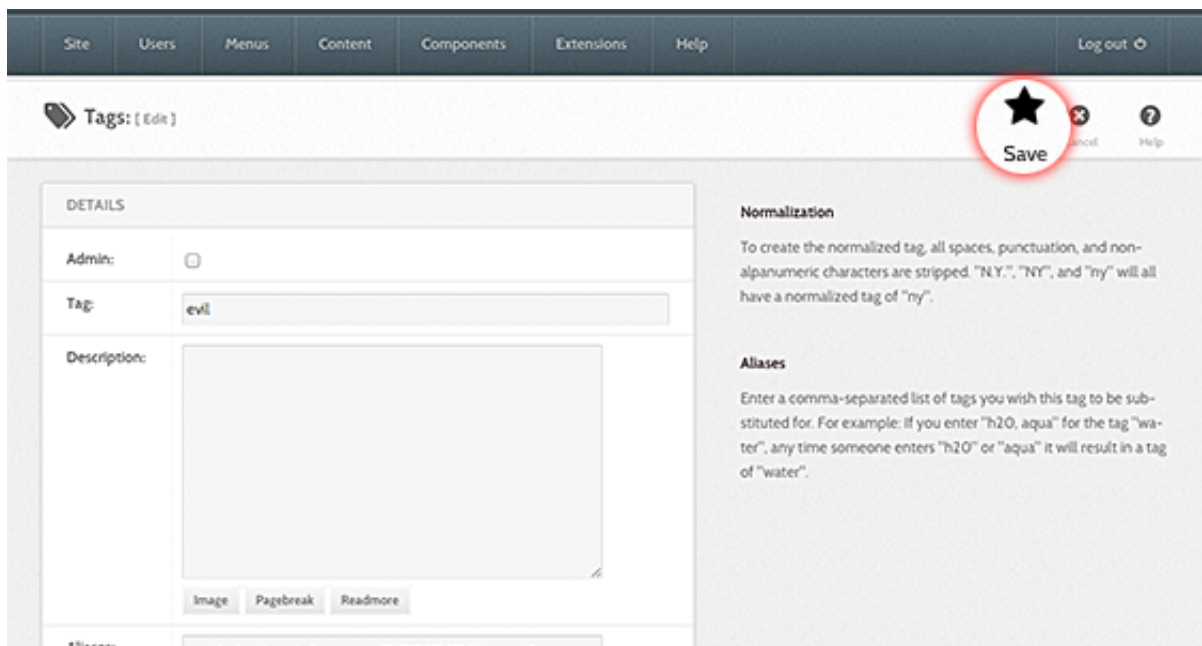 Site Users Menus Content Components Extensions Help Log out
Tags: [ Edit ]
Save Cancel Help
DETAILS
Admin:
Tag: evil
Description:
Image Pagebreak Readmore
Aliases:
Normalization
To create the normalized tag, all spaces, punctuation, and non-
alpanumeric characters are stripped. "N.Y.", "NY", and "ny" will all
have a normalized tag of "ny".
Aliases
Enter a comma-separated list of tags you wish this tag to be sub-
stituted for. For example: If you enter "h2o, aqua" for the tag "wa-
ter", any time someone enters "h2O" or "aqua" it will result in a tag
of "water".